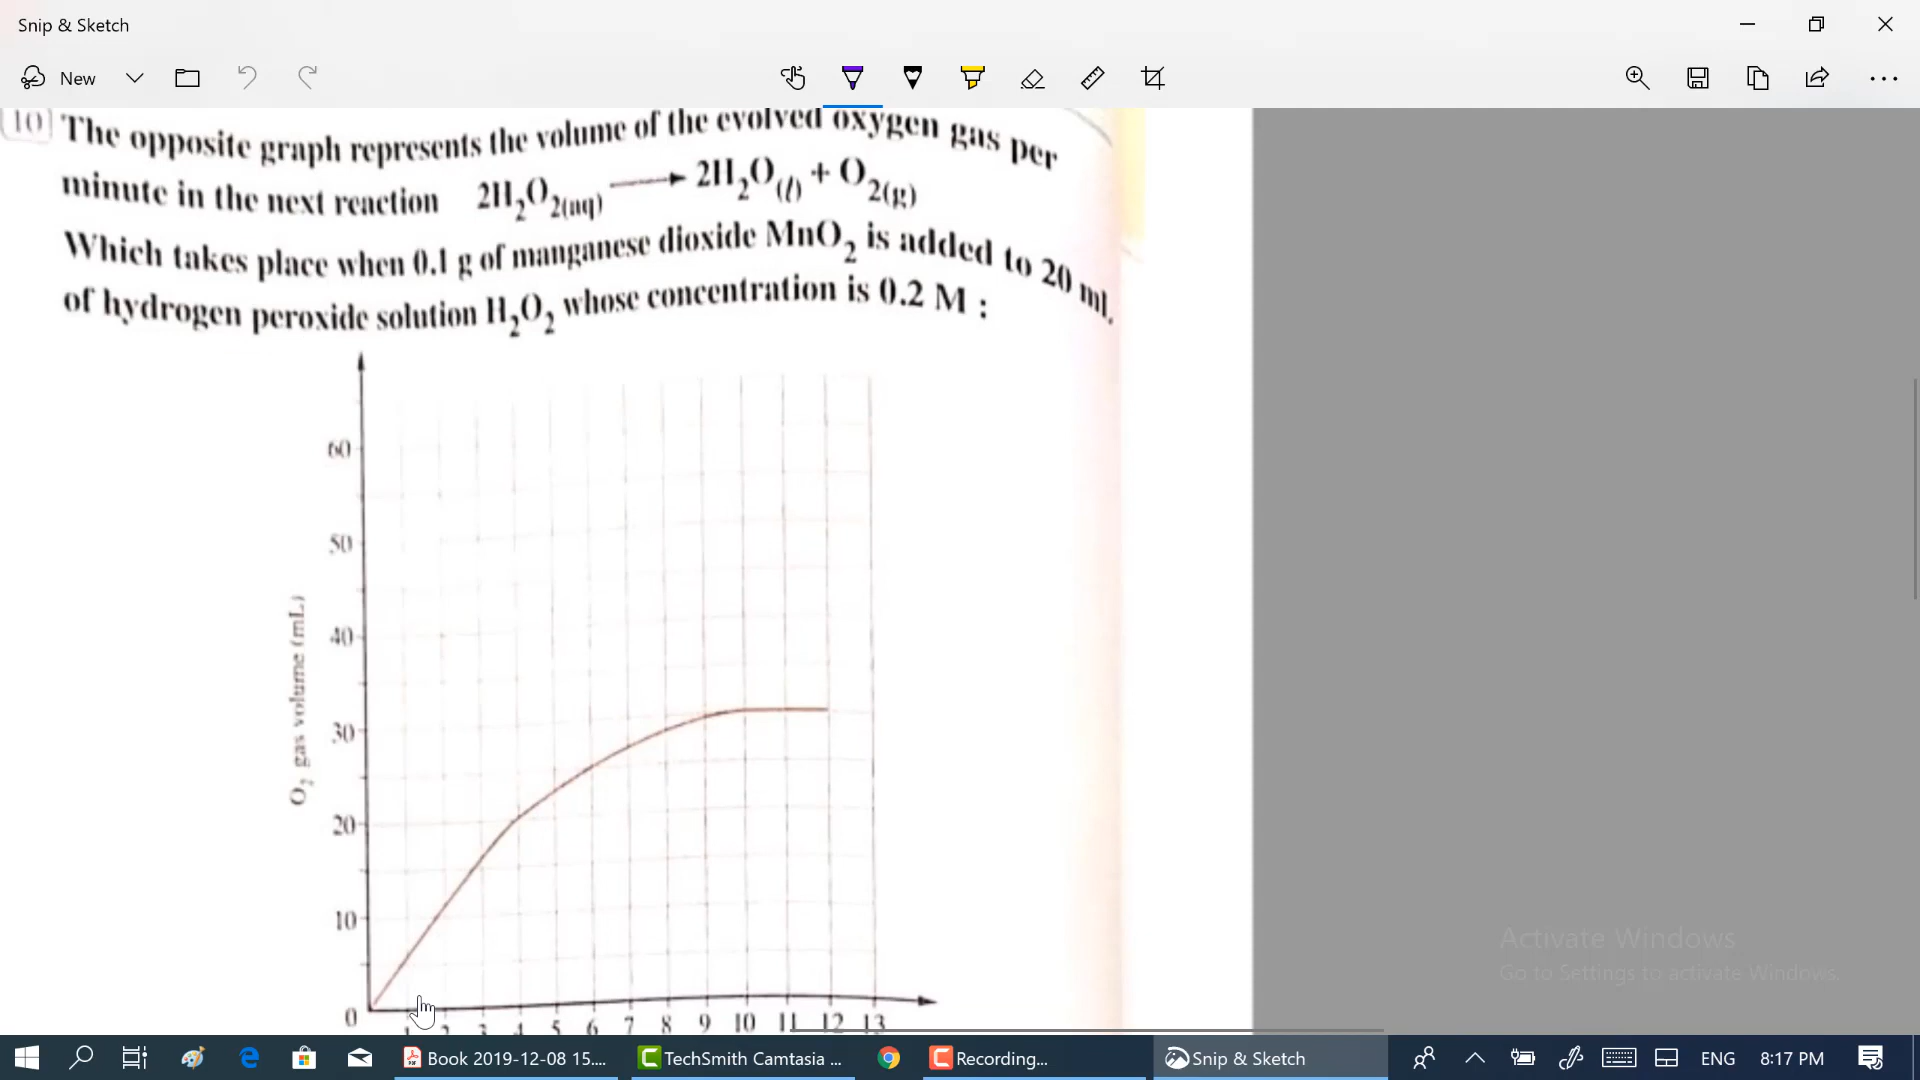 Snip & Sketch
New
10 The opposite graph represents the volume of the evolved oxygen gas per
minute in the next reaction 2H₂O₂(aq) ⟶ 2H₂O(l) + O₂(g)
Which takes place when 0.1 g of manganese dioxide MnO₂ is added to 20 mL
of hydrogen peroxide solution H₂O₂ whose concentration is 0.2 M :
O₂ gas volume (mL)
60
50
40
30
20
10
0
1 2 3 4 5 6 7 8 9 10 11 12 13
Activate Windows
Go to Settings to activate Windows.
Book 2019-12-08 15....
TechSmith Camtasia ...
Recording...
Snip & Sketch
ENG
8:17 PM